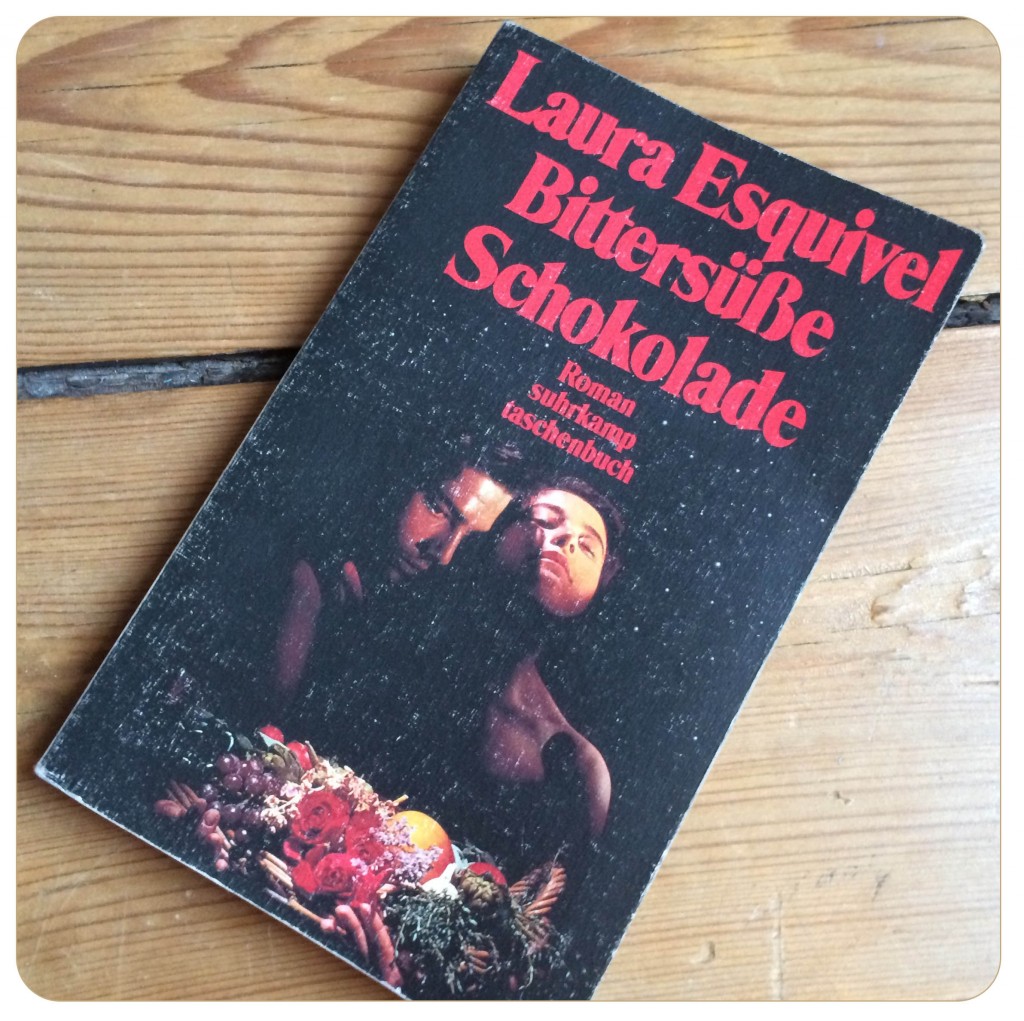 Laura Esquivel
Bittersüße
Schokolade
Roman
suhrkamp
taschenbuch